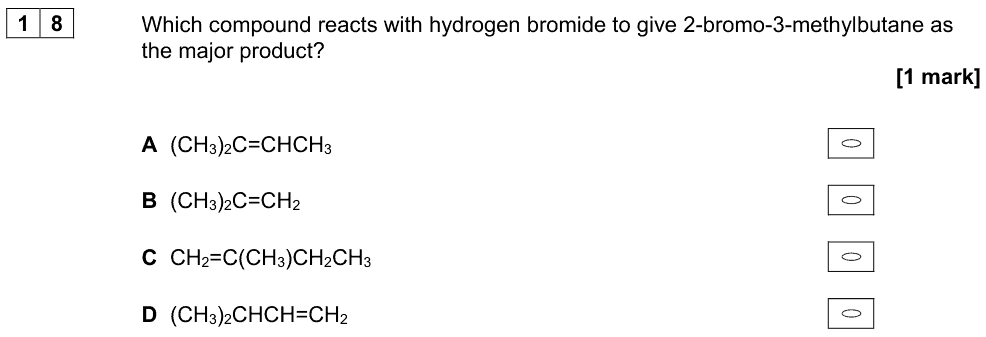 1 8 Which compound reacts with hydrogen bromide to give 2-bromo-3-methylbutane as
the major product?
[1 mark]
A (CH₃)₂C=CHCH₃
B (CH₃)₂C=CH₂
C CH₂=C(CH₃)CH₂CH₃
D (CH₃)₂CHCH=CH₂